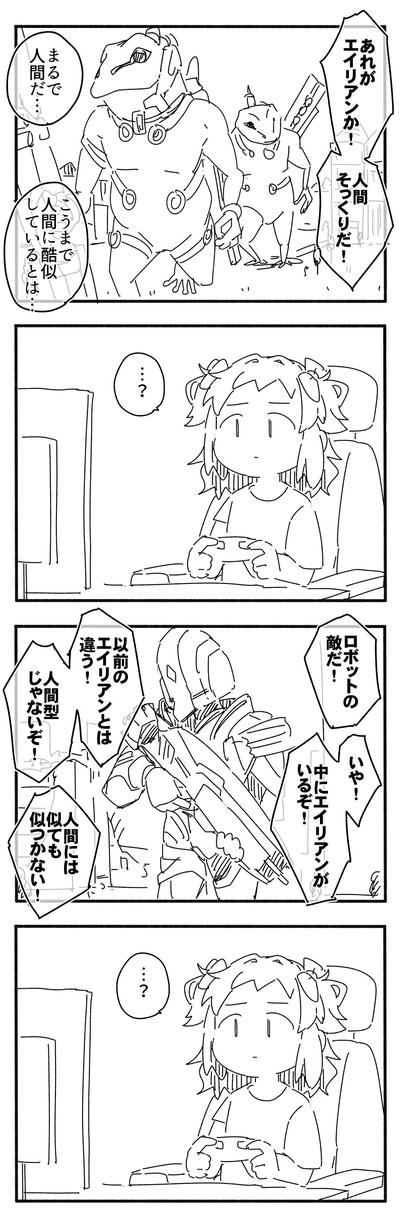 あれが
エイリアンか！
人間
そっくりだ！
まるで
人間だ…
こうまで
人間に酷似
しているとは…
…？
ロボットの
敵だ！
いや！
中にエイリアンが
いるぞ！
以前の
エイリアンとは
違う！
人間型
じゃないぞ！
人間には
似ても
似つかない！
…？